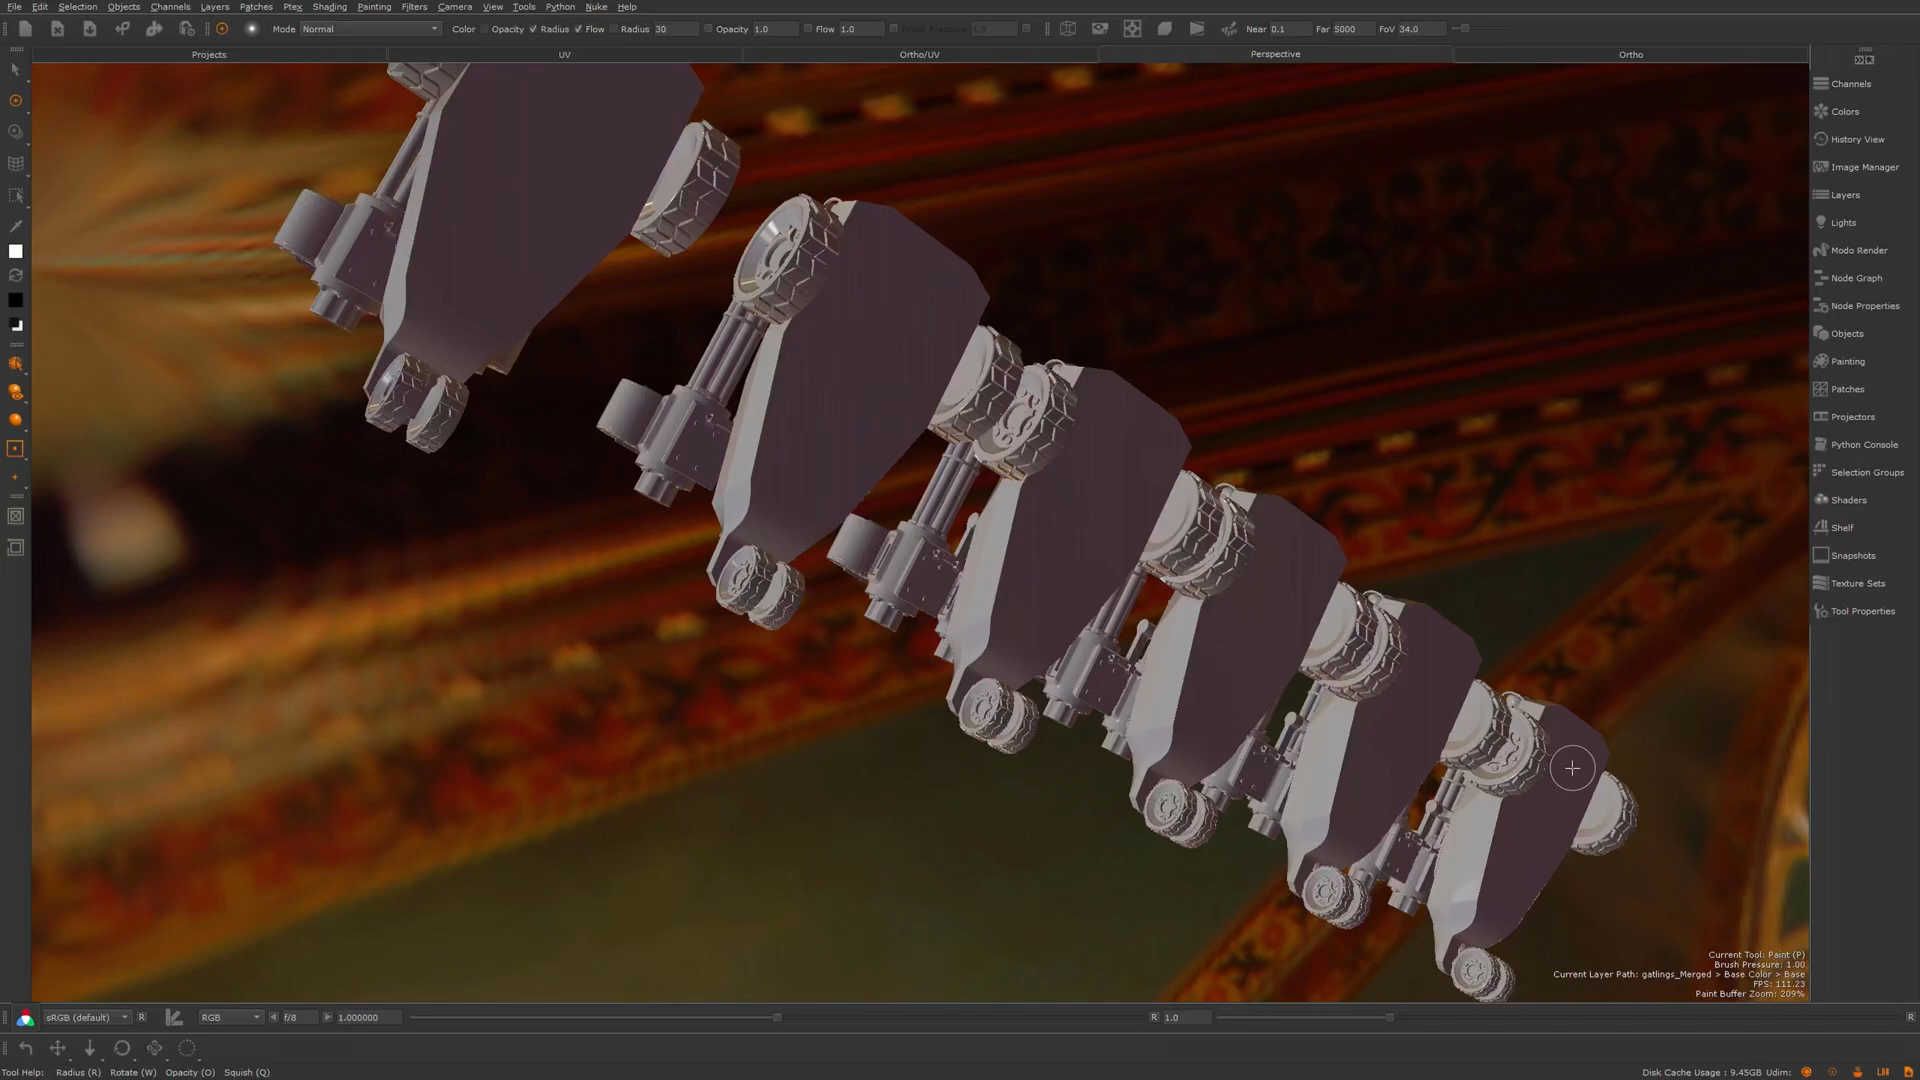 File Edit Selection Objects Channels Layers Patches Ptex Shading Painting Filters Camera View Tools Python Nuke Help
Mode Normal Color Opacity Radius Flow Radius 30 Opacity 1.0 Flow 1.0 Brush Pressure 1.0 Near 0.1 Far 5000 FoV 34.0
Projects UV Ortho/UV Perspective Ortho
Channels
Colors
History View
Image Manager
Layers
Lights
Modo Render
Node Graph
Node Properties
Objects
Painting
Patches
Projectors
Python Console
Selection Groups
Shaders
Shelf
Snapshots
Texture Sets
Tool Properties
Current Tool: Paint (P)
Brush Pressure: 1.00
Current Layer Path: gatlings_Merged > Base Color > Base
FPS: 111.23
Paint Buffer Zoom: 209%
sRGB (default) R RGB f/8 1.000000 R 1.0 R
Tool Help: Radius (R) Rotate (W) Opacity (O) Squish (Q) Disk Cache Usage : 9.45GB Udim: LDR